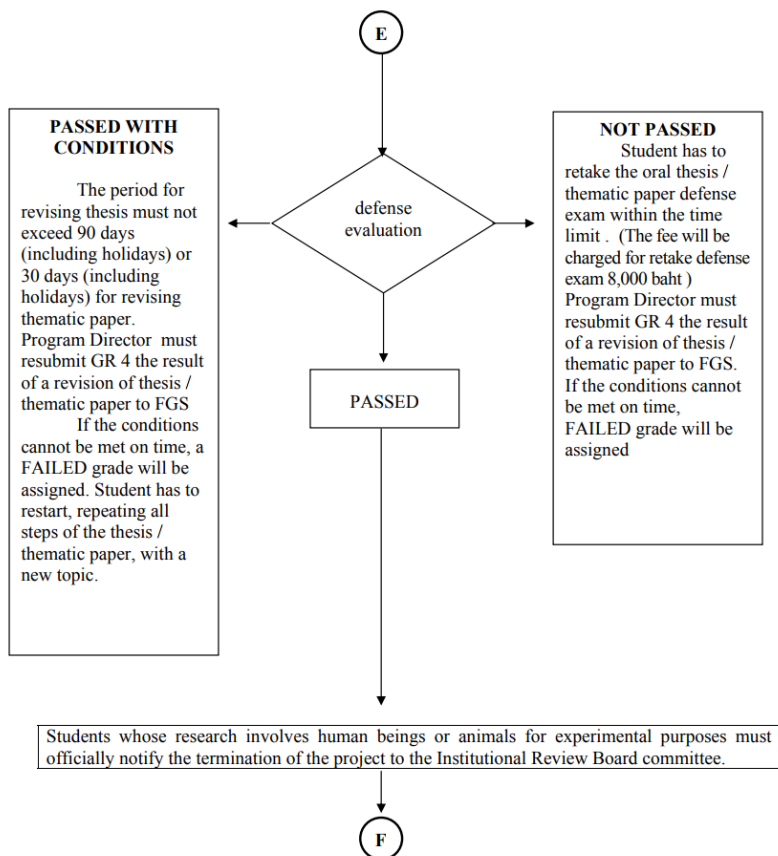 E
PASSED WITH
CONDITIONS
The period for
revising thesis must not
exceed 90 days
(including holidays) or
30 days (including
holidays) for revising
thematic paper.
Program Director must
resubmit GR 4 the result
of a revision of thesis /
thematic paper to FGS
If the conditions
cannot be met on time, a
FAILED grade will be
assigned. Student has to
restart, repeating all
steps of the thesis /
thematic paper, with a
new topic.
defense
evaluation
NOT PASSED
Student has to
retake the oral thesis /
thematic paper defense
exam within the time
limit . (The fee will be
charged for retake defense
exam 8,000 baht )
Program Director must
resubmit GR 4 the result
of a revision of thesis /
thematic paper to FGS.
If the conditions cannot
be met on time,
FAILED grade will be
assigned
PASSED
Students whose research involves human beings or animals for experimental purposes must
officially notify the termination of the project to the Institutional Review Board committee.
F